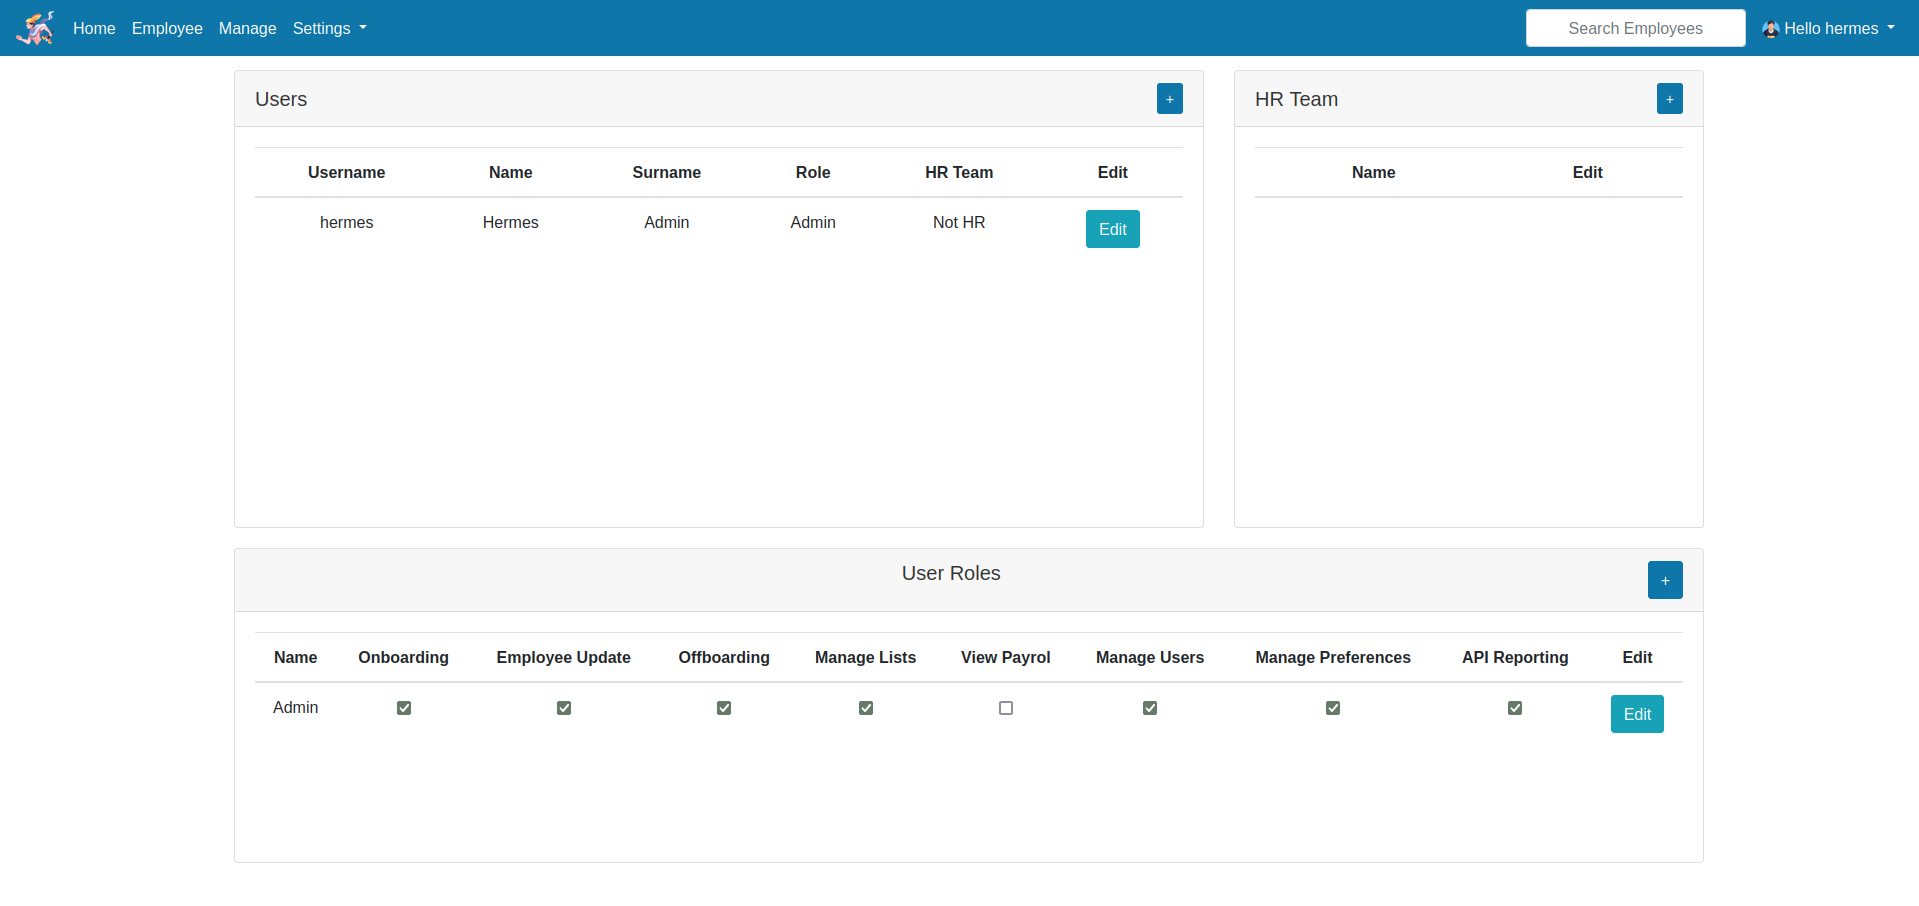 Home Employee Manage Settings Search Employees Hello hermes
Users +
Username Name Surname Role HR Team Edit
hermes Hermes Admin Admin Not HR Edit
HR Team +
Name Edit
User Roles +
Name Onboarding Employee Update Offboarding Manage Lists View Payrol Manage Users Manage Preferences API Reporting Edit
Admin Edit